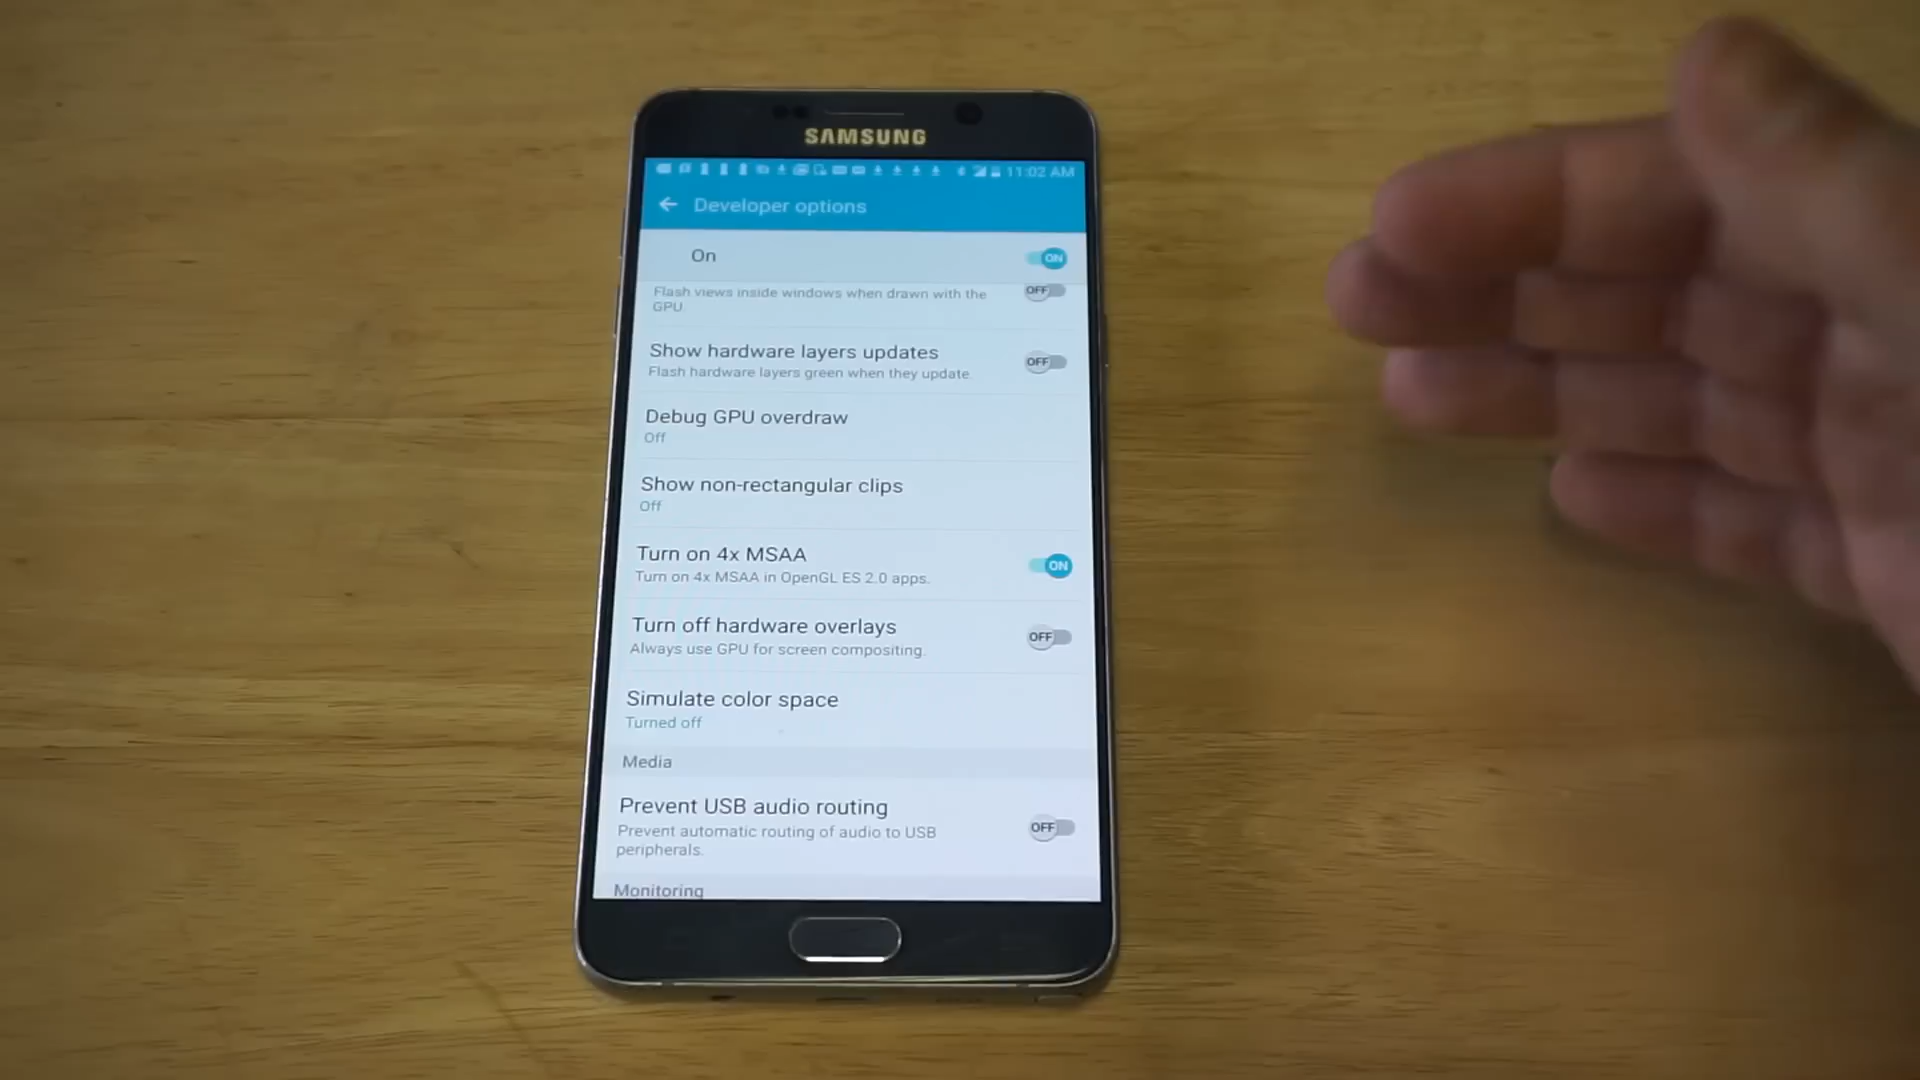 SAMSUNG
11:02 AM
Developer options
On
ON
Flash views inside windows when drawn with the
GPU.
OFF
Show hardware layers updates
Flash hardware layers green when they update.
OFF
Debug GPU overdraw
Off
Show non-rectangular clips
Off
Turn on 4x MSAA
Turn on 4x MSAA in OpenGL ES 2.0 apps.
ON
Turn off hardware overlays
Always use GPU for screen compositing.
OFF
Simulate color space
Turned off
Media
Prevent USB audio routing
Prevent automatic routing of audio to USB
peripherals.
OFF
Monitoring